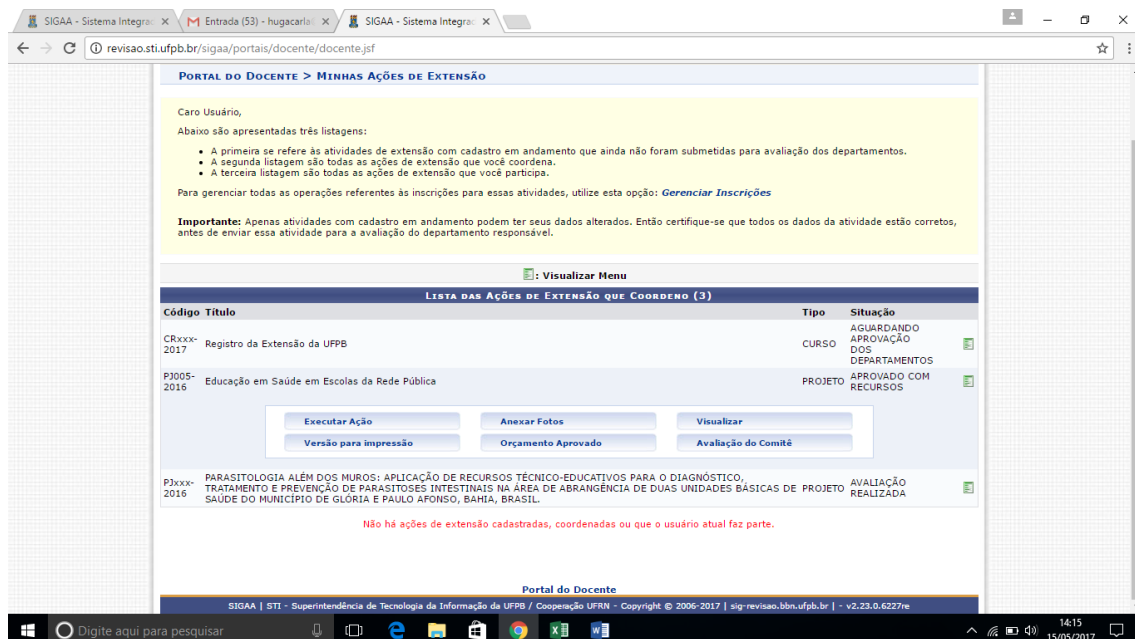 SIGAA - Sistema Integrac
Entrada (53) - hugacarla
SIGAA - Sistema Integrac
revisao.sti.ufpb.br/sigaa/portais/docente/docente.jsf
PORTAL DO DOCENTE > MINHAS AÇÕES DE EXTENSÃO
Caro Usuário,
Abaixo são apresentadas três listagens:
• A primeira se refere às atividades de extensão com cadastro em andamento que ainda não foram submetidas para avaliação dos departamentos.
• A segunda listagem são todas as ações de extensão que você coordena.
• A terceira listagem são todas as ações de extensão que você participa.
Para gerenciar todas as operações referentes às inscrições para essas atividades, utilize esta opção: Gerenciar Inscrições
Importante: Apenas atividades com cadastro em andamento podem ter seus dados alterados. Então certifique-se que todos os dados da atividade estão corretos,
antes de enviar essa atividade para a avaliação do departamento responsável.
: Visualizar Menu
LISTA DAS AÇÕES DE EXTENSÃO QUE COORDENO (3)
Código Título Tipo Situação
CRxxx-2017 Registro da Extensão da UFPB CURSO AGUARDANDO APROVAÇÃO DOS DEPARTAMENTOS
PJ005-2016 Educação em Saúde em Escolas da Rede Pública PROJETO APROVADO COM RECURSOS
Executar Ação Anexar Fotos Visualizar
Versão para impressão Orçamento Aprovado Avaliação do Comitê
PJxxx-2016 PARASITOLOGIA ALÉM DOS MUROS: APLICAÇÃO DE RECURSOS TÉCNICO-EDUCATIVOS PARA O DIAGNÓSTICO,
TRATAMENTO E PREVENÇÃO DE PARASITOSES INTESTINAIS NA ÁREA DE ABRANGÊNCIA DE DUAS UNIDADES BÁSICAS DE
SAÚDE DO MUNICÍPIO DE GLÓRIA E PAULO AFONSO, BAHIA, BRASIL. PROJETO AVALIAÇÃO REALIZADA
Não há ações de extensão cadastradas, coordenadas ou que o usuário atual faz parte.
Portal do Docente
SIGAA | STI - Superintendência de Tecnologia da Informação da UFPB / Cooperação UFRN - Copyright © 2006-2017 | sig-revisao.bbn.ufpb.br | - v2.23.0.6227re
Digite aqui para pesquisar
14:15
15/05/2017